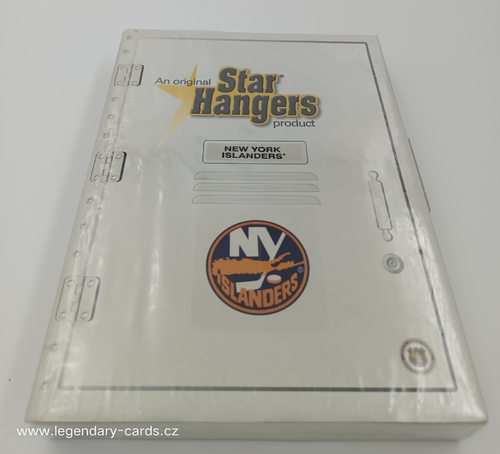 An original
Star
Hangers
product
NEW YORK
ISLANDERS*
NY
ISLANDERS
®
www.legendary-cards.cz